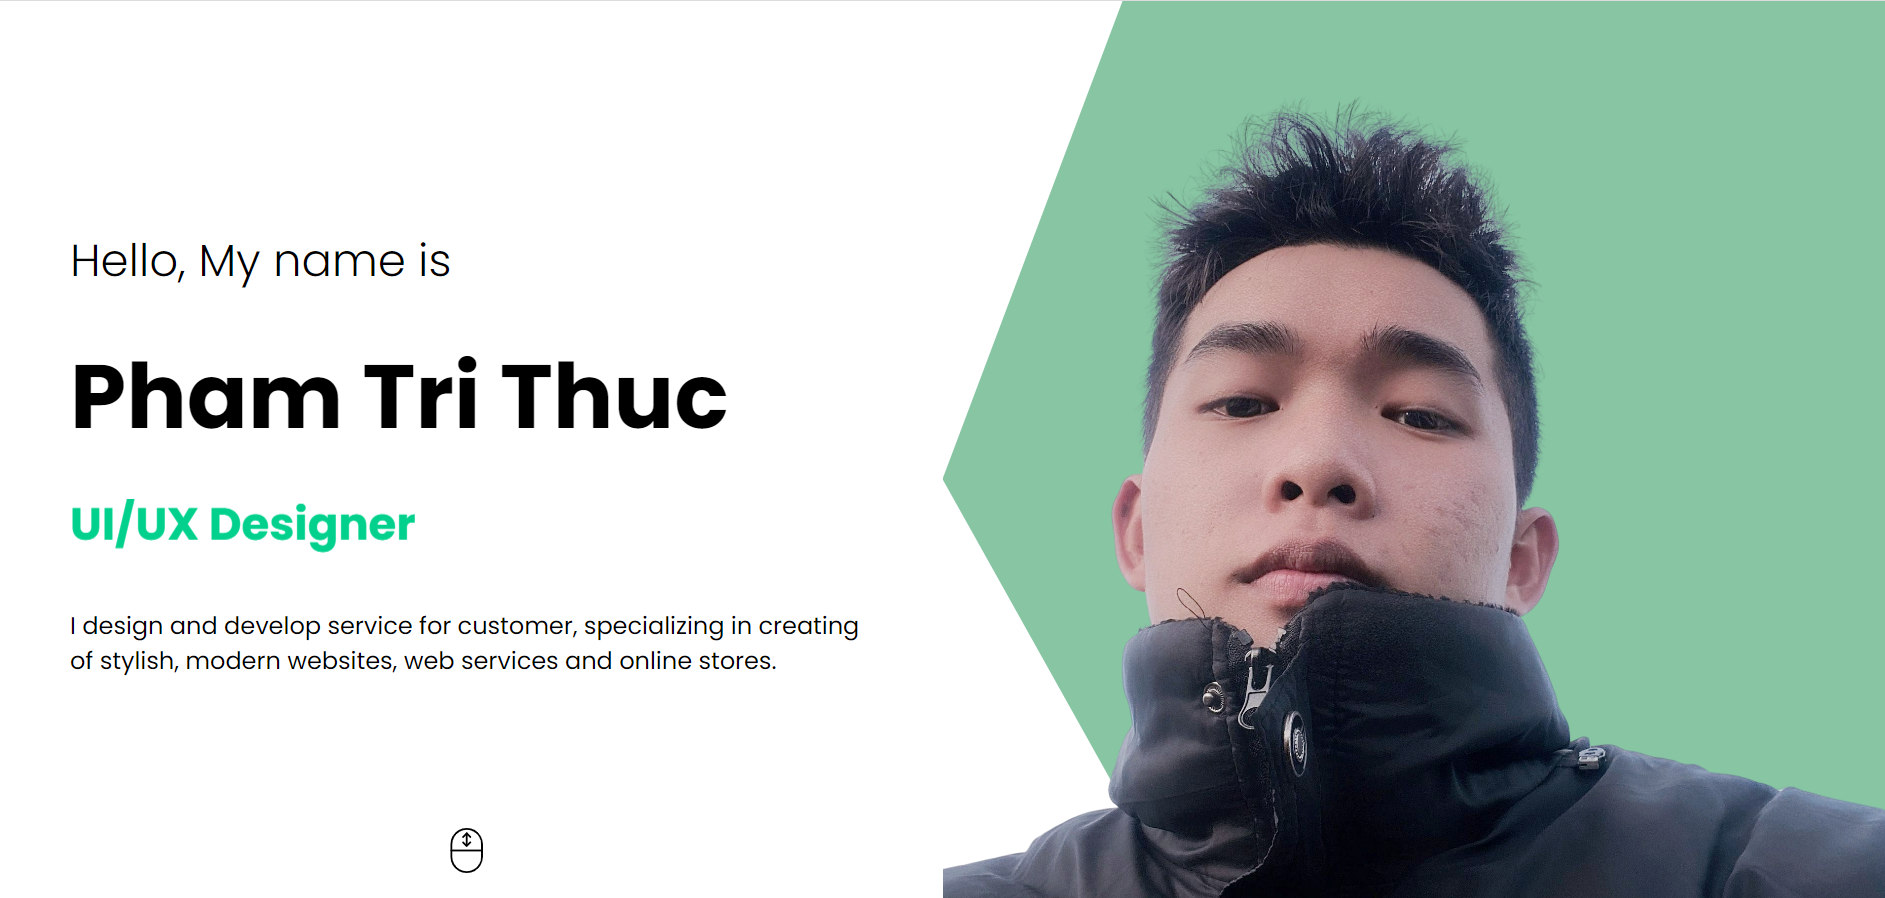 Hello, My name is
Pham Tri Thuc
UI/UX Designer
I design and develop service for customer, specializing in creating
of stylish, modern websites, web services and online stores.